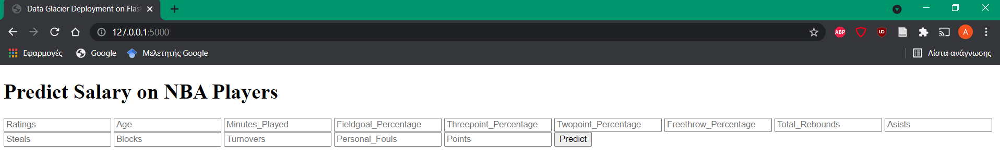 Data Glacier Deployment on Flas
127.0.0.1:5000
ABP
A
Εφαρμογές Google Μελετητής Google Λίστα ανάγνωσης
Predict Salary on NBA Players
Ratings Age Minutes_Played Fieldgoal_Percentage Threepoint_Percentage Twopoint_Percentage Freethrow_Percentage Total_Rebounds Asists
Steals Blocks Turnovers Personal_Fouls Points Predict